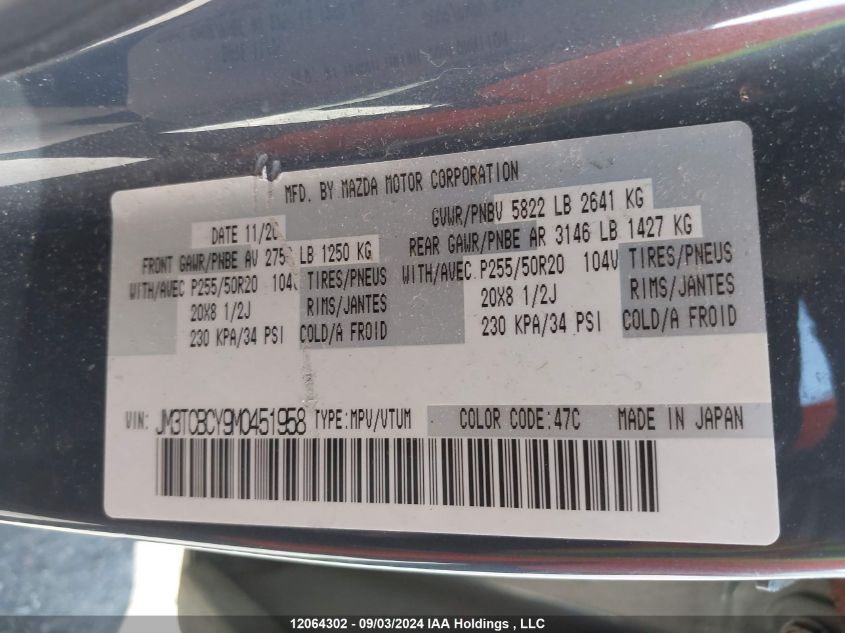 MFD. BY MAZDA MOTOR CORPORATION
DATE 11/20 GVWR/PNBV 5822 LB 2641 KG
FRONT GAWR/PNBE AV LB 1250 KG REAR GAWR/PNBE AR 3146 LB 1427 KG
WITH/AVEC P255/50R20 104V TIRES/PNEUS WITH/AVEC P255/50R20 104V TIRES/PNEUS
20X8 1/2J RIMS/JANTES 20X8 1/2J RIMS/JANTES
230 KPA/34 PSI COLD/A FROID 230 KPA/34 PSI COLD/A FROID
VIN: JM3TCBCY9M0451958 TYPE:MPV/VTUM COLOR CODE:47C MADE IN JAPAN
12064302 - 09/03/2024 IAA Holdings , LLC